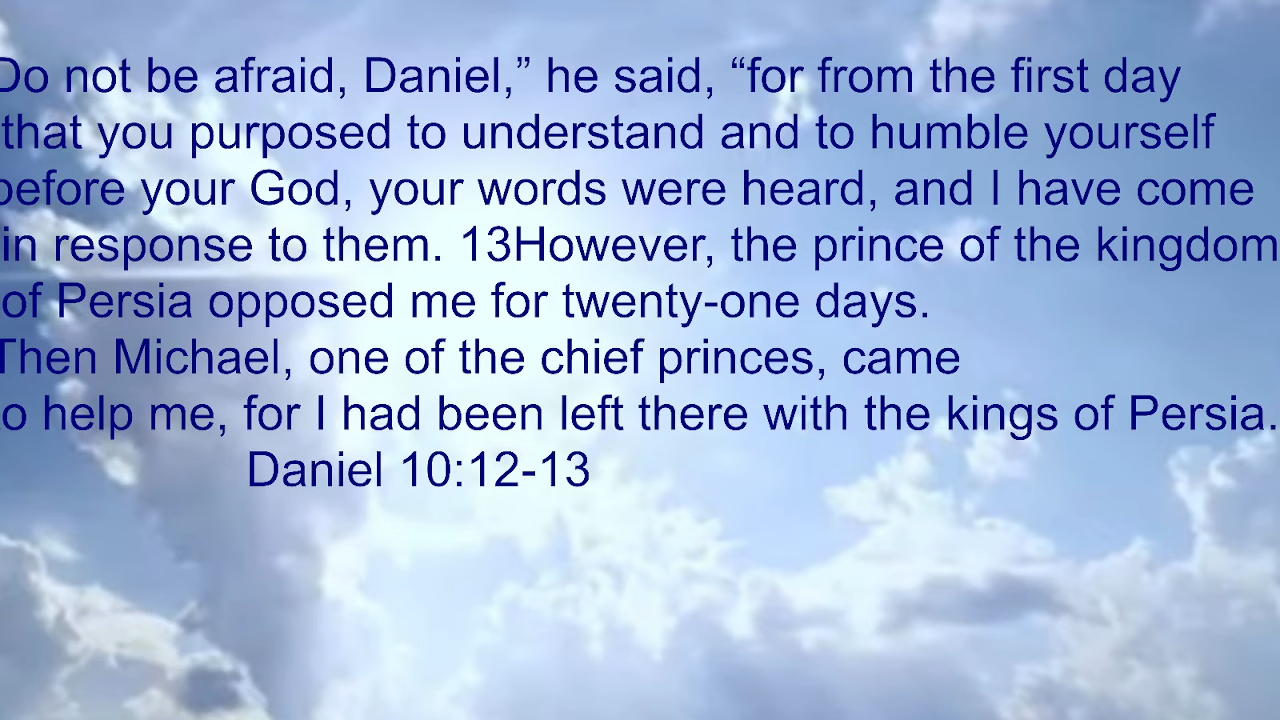 Do not be afraid, Daniel,” he said, “for from the first day
that you purposed to understand and to humble yourself
before your God, your words were heard, and I have come
in response to them. 13However, the prince of the kingdom
of Persia opposed me for twenty-one days.
Then Michael, one of the chief princes, came
to help me, for I had been left there with the kings of Persia.
Daniel 10:12-13